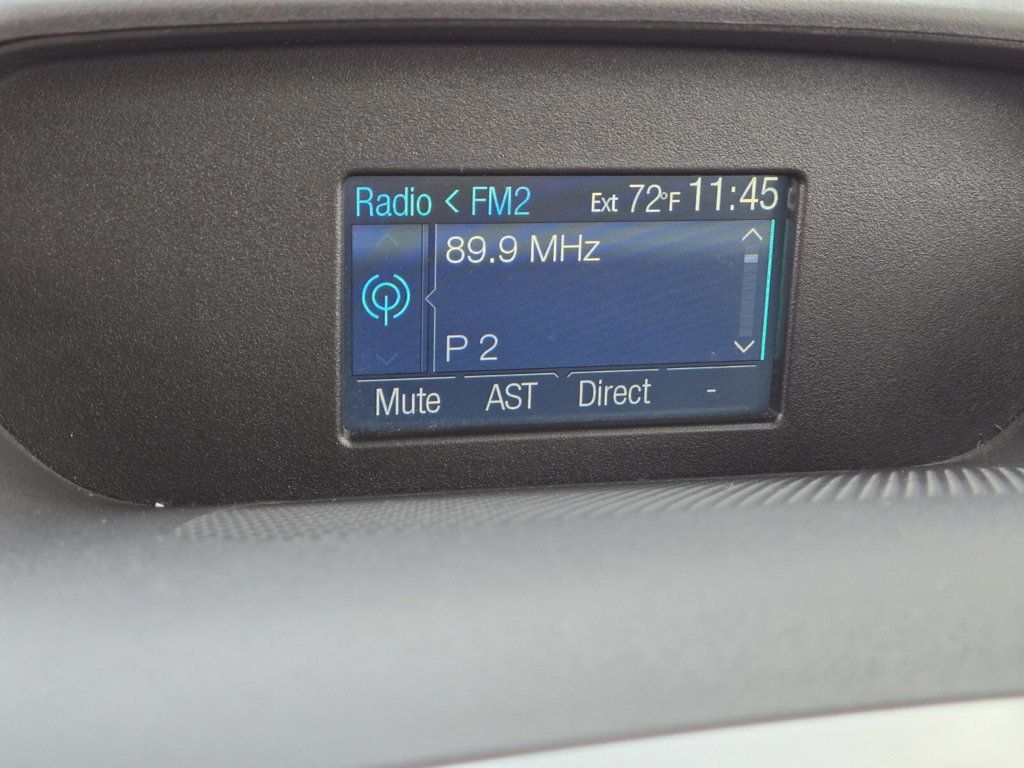 Radio < FM2 Ext 72°F 11:45
89.9 MHz
P 2
Mute AST Direct -